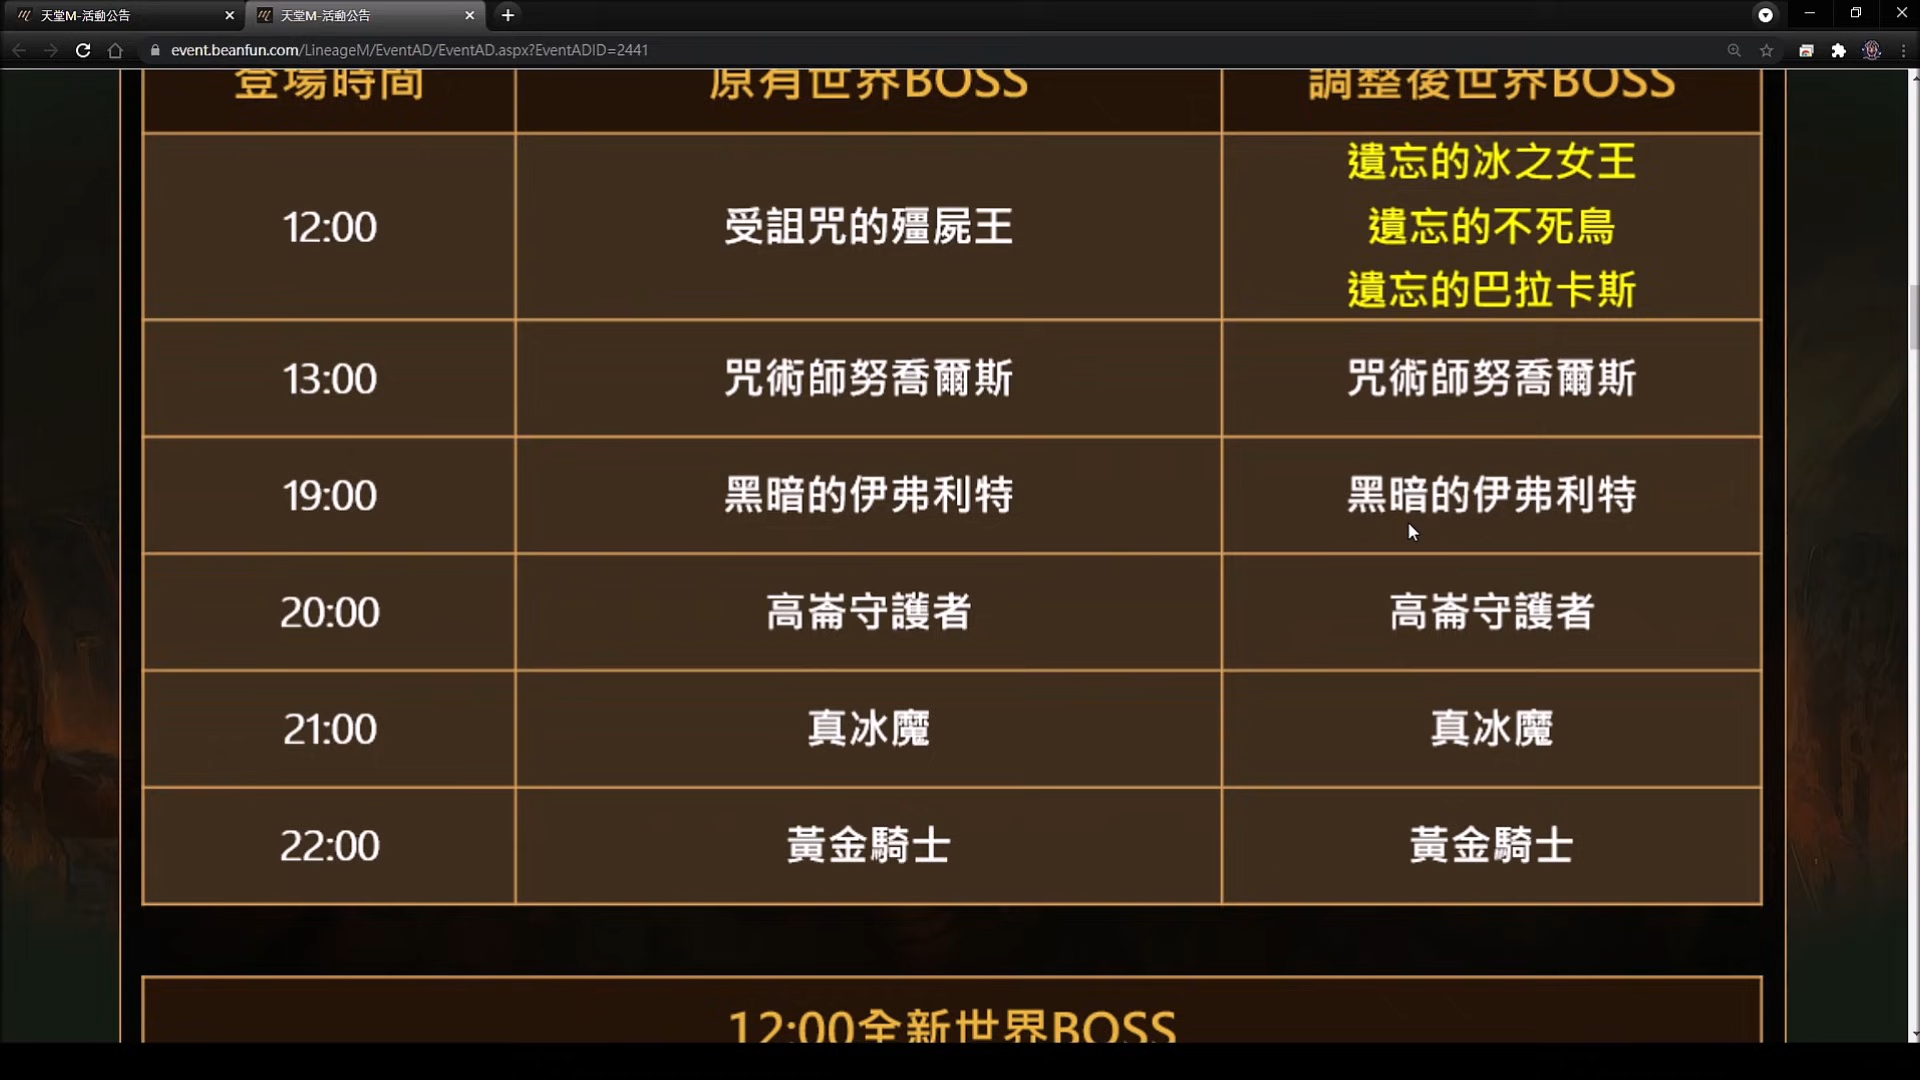 天堂M-活動公告
天堂M-活動公告
event.beanfun.com/LineageM/EventAD/EventAD.aspx?EventADID=2441
登場時間 原有世界BOSS 調整後世界BOSS
12:00 受詛咒的殭屍王 遺忘的冰之女王
遺忘的不死鳥
遺忘的巴拉卡斯
13:00 咒術師努喬爾斯 咒術師努喬爾斯
19:00 黑暗的伊弗利特 黑暗的伊弗利特
20:00 高崙守護者 高崙守護者
21:00 真冰魔 真冰魔
22:00 黃金騎士 黃金騎士
12:00全新世界BOSS